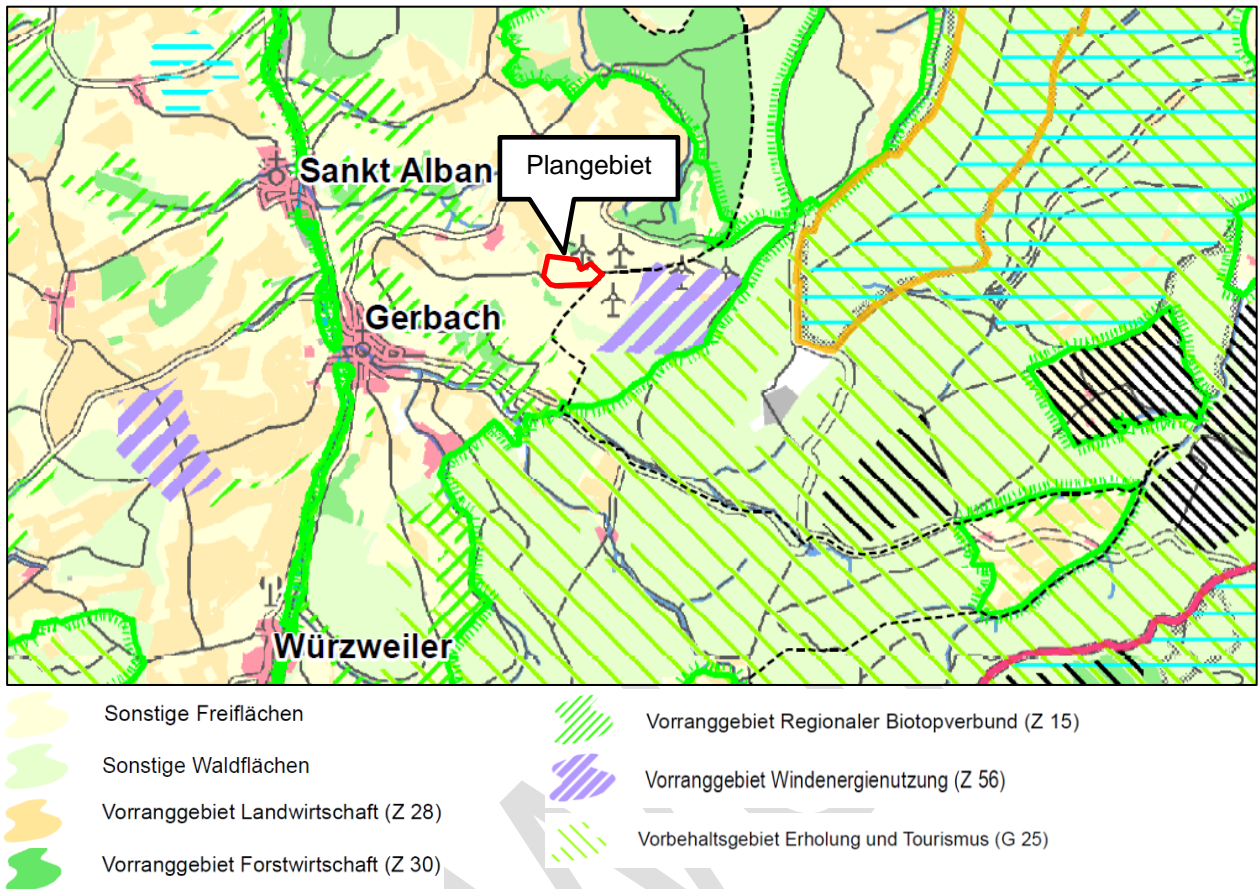 Sankt Alban
Plangebiet
Gerbach
Würzweiler
Sonstige Freiflächen
Sonstige Waldflächen
Vorranggebiet Landwirtschaft (Z 28)
Vorranggebiet Forstwirtschaft (Z 30)
Vorranggebiet Regionaler Biotopverbund (Z 15)
Vorranggebiet Windenergienutzung (Z 56)
Vorbehaltsgebiet Erholung und Tourismus (G 25)